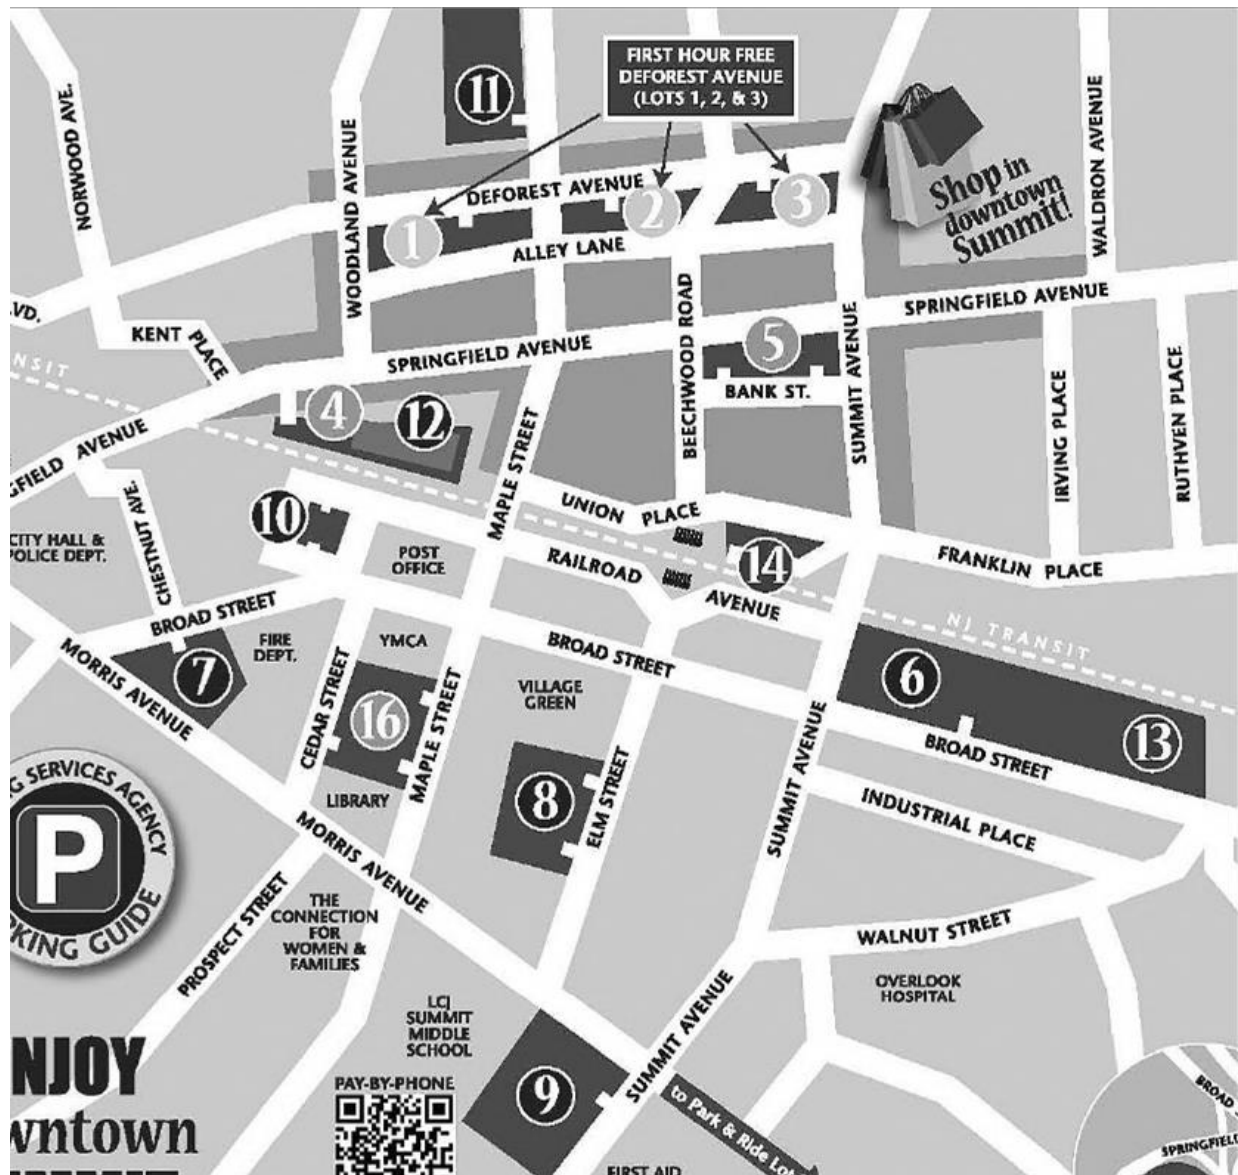 FIRST HOUR FREE
DEFOREST AVENUE
(LOTS 1, 2, & 3)
11
NORWOOD AVE.
WOODLAND AVENUE
DEFOREST AVENUE
1
2
3
ALLEY LANE
Shop in
downtown
Summit!
WALDRON AVENUE
LVD.
KENT PLACE
SPRINGFIELD AVENUE
BEECHWOOD ROAD
5
BANK ST.
SUMMIT AVENUE
SPRINGFIELD AVENUE
IRVING PLACE
RUTHVEN PLACE
NSIT
4
12
GFIELD AVENUE
MAPLE STREET
UNION PLACE
10
CHESTNUT AVE.
CITY HALL &
POLICE DEPT.
POST
OFFICE
RAILROAD AVENUE
14
FRANKLIN PLACE
NJ TRANSIT
BROAD STREET
FIRE
DEPT.
YMCA
BROAD STREET
7
MORRIS AVENUE
CEDAR STREET
16
MAPLE STREET
VILLAGE
GREEN
6
13
BROAD STREET
LIBRARY
8
ELM STREET
SUMMIT AVENUE
INDUSTRIAL PLACE
G SERVICES AGENCY
P
KING GUIDE
MORRIS AVENUE
PROSPECT STREET
THE
CONNECTION
FOR
WOMEN &
FAMILIES
WALNUT STREET
OVERLOOK
HOSPITAL
LCJ
SUMMIT
MIDDLE
SCHOOL
SUMMIT AVENUE
NJOY
wntown
PAY-BY-PHONE
9
to Park & Ride Lot
FIRST AID
BROAD
SPRINGFIELD